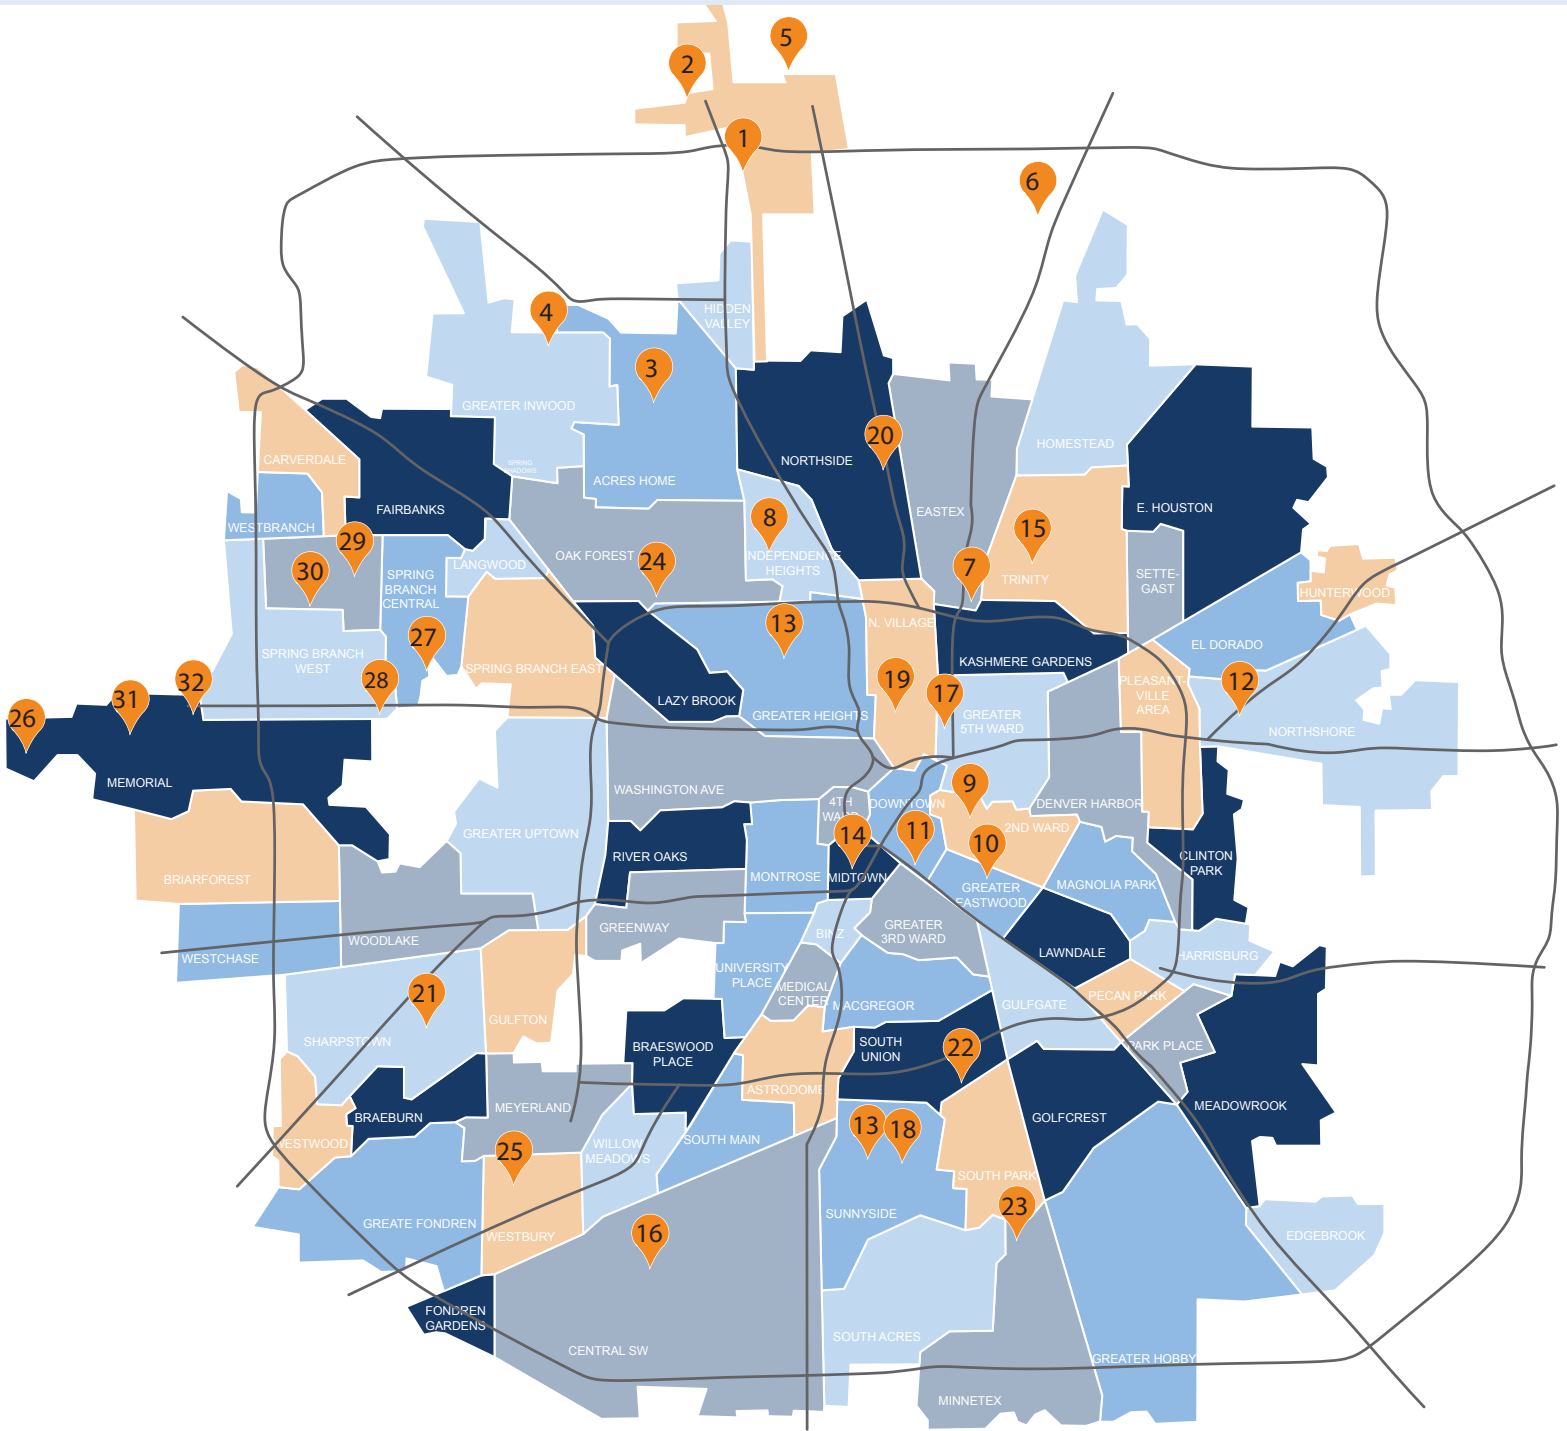 5
2
1
6
HIDDEN
VALLEY
4
3
GREATER INWOOD
20
HOMESTEAD
CARVERDALE
NORTHSIDE
SPRING
ACRES HOME
FAIRBANKS
EASTEX
E. HOUSTON
WESTBRANCH
8
15
29
OAK FOREST
24
INDEPENDENCE
HEIGHTS
LANGWOOD
30
SPRING
BRANCH
CENTRAL
7
TRINITY
SETTE-
GAST
HUNTERWOOD
13
N. VILLAGE
27
EL DORADO
SPRING BRANCH
WEST
SPRING BRANCH EAST
KASHMERE GARDENS
32
28
19
17
PLEASANT-
VILLE
AREA
12
31
LAZY BROOK
26
GREATER HEIGHTS
GREATER
5TH WARD
NORTHSHORE
MEMORIAL
WASHINGTON AVE
9
4TH
WARD
DOWNTOWN
DENVER HARBOR
GREATER UPTOWN
14
11
10
2ND WARD
RIVER OAKS
CLINTON
PARK
BRIARFOREST
MONTROSE
MIDTOWN
GREATER
EASTWOOD
MAGNOLIA PARK
WOODLAKE
GREENWAY
BINZ
GREATER
3RD WARD
LAWNDALE
WESTCHASE
HARRISBURG
UNIVERSITY
PLACE
MEDICAL
CENTER
21
MACGREGOR
GULFGATE
PECAN PARK
GULFTON
SHARPSTOWN
BRAESWOOD
PLACE
SOUTH
UNION
22
PARK PLACE
ASTRODOME
MEYERLAND
BRAEBURN
GOLFCREST
MEADOWROOK
13
18
WESTWOOD
25
WILLOW
MEADOWS
SOUTH MAIN
SOUTH PARK
SUNNYSIDE
23
GREATE FONDREN
WESTBURY
16
EDGEBROOK
FONDREN
GARDENS
SOUTH ACRES
CENTRAL SW
GREATER HOBBY
MINNETEX